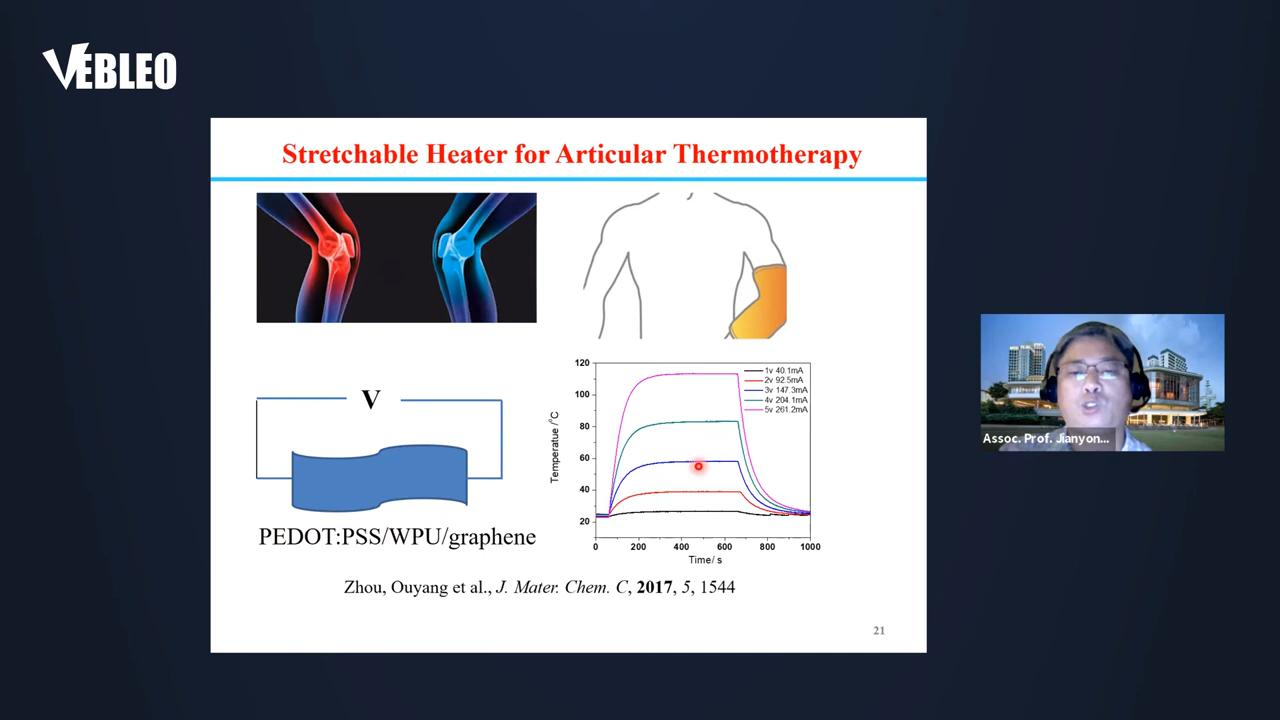 VEBLEO
Stretchable Heater for Articular Thermotherapy
V
PEDOT:PSS/WPU/graphene
Temperatue /°C
120
100
80
60
40
20
0
200
400
600
800
1000
Time/ s
1v 40.1mA
2v 92.5mA
3v 147.3mA
4v 204.1mA
5v 261.2mA
Zhou, Ouyang et al., J. Mater. Chem. C, 2017, 5, 1544
21
Assoc. Prof. Jianyon...